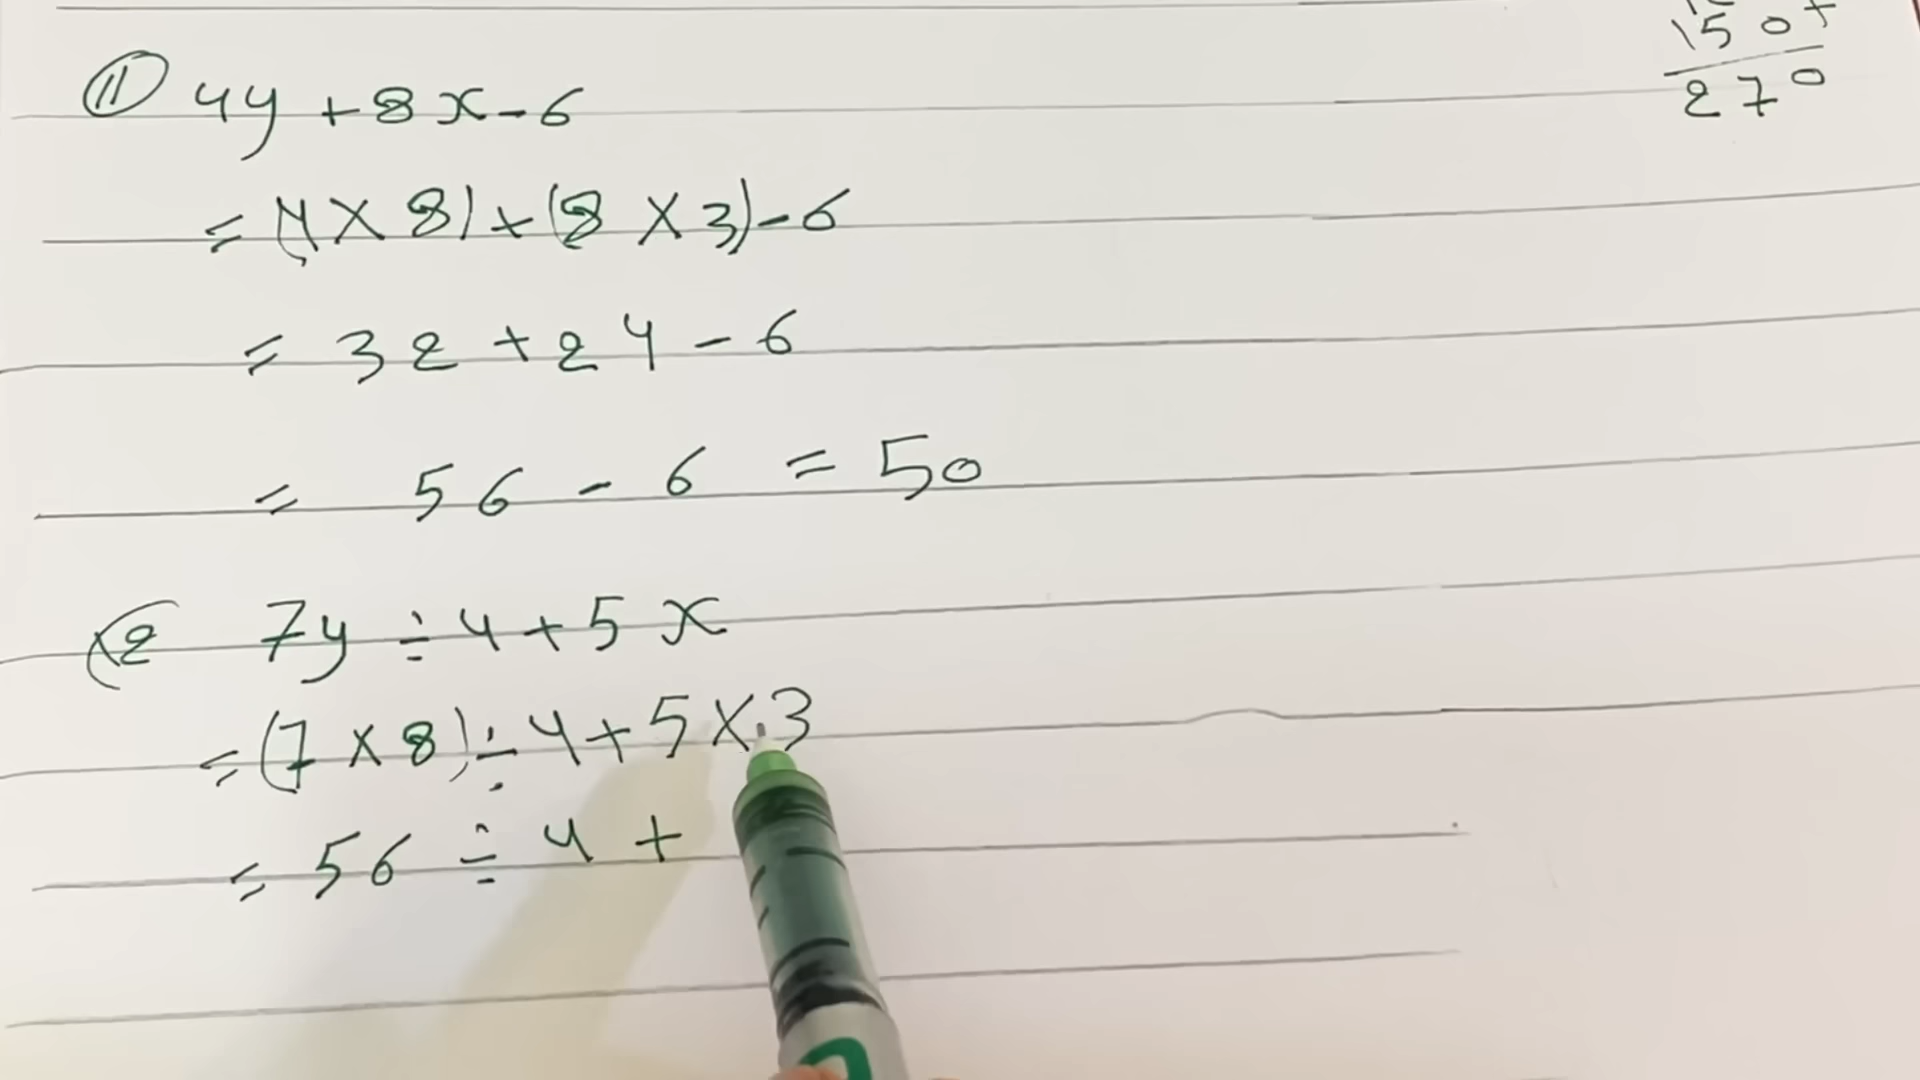 11 4y + 8x - 6
= (4 × 8) + (8 × 3) - 6
= 32 + 24 - 6
= 56 - 6 = 50
(2 7y ÷ 4 + 5x
= (7 × 8) ÷ 4 + 5 × 3
= 56 ÷ 4 +
150 +
270